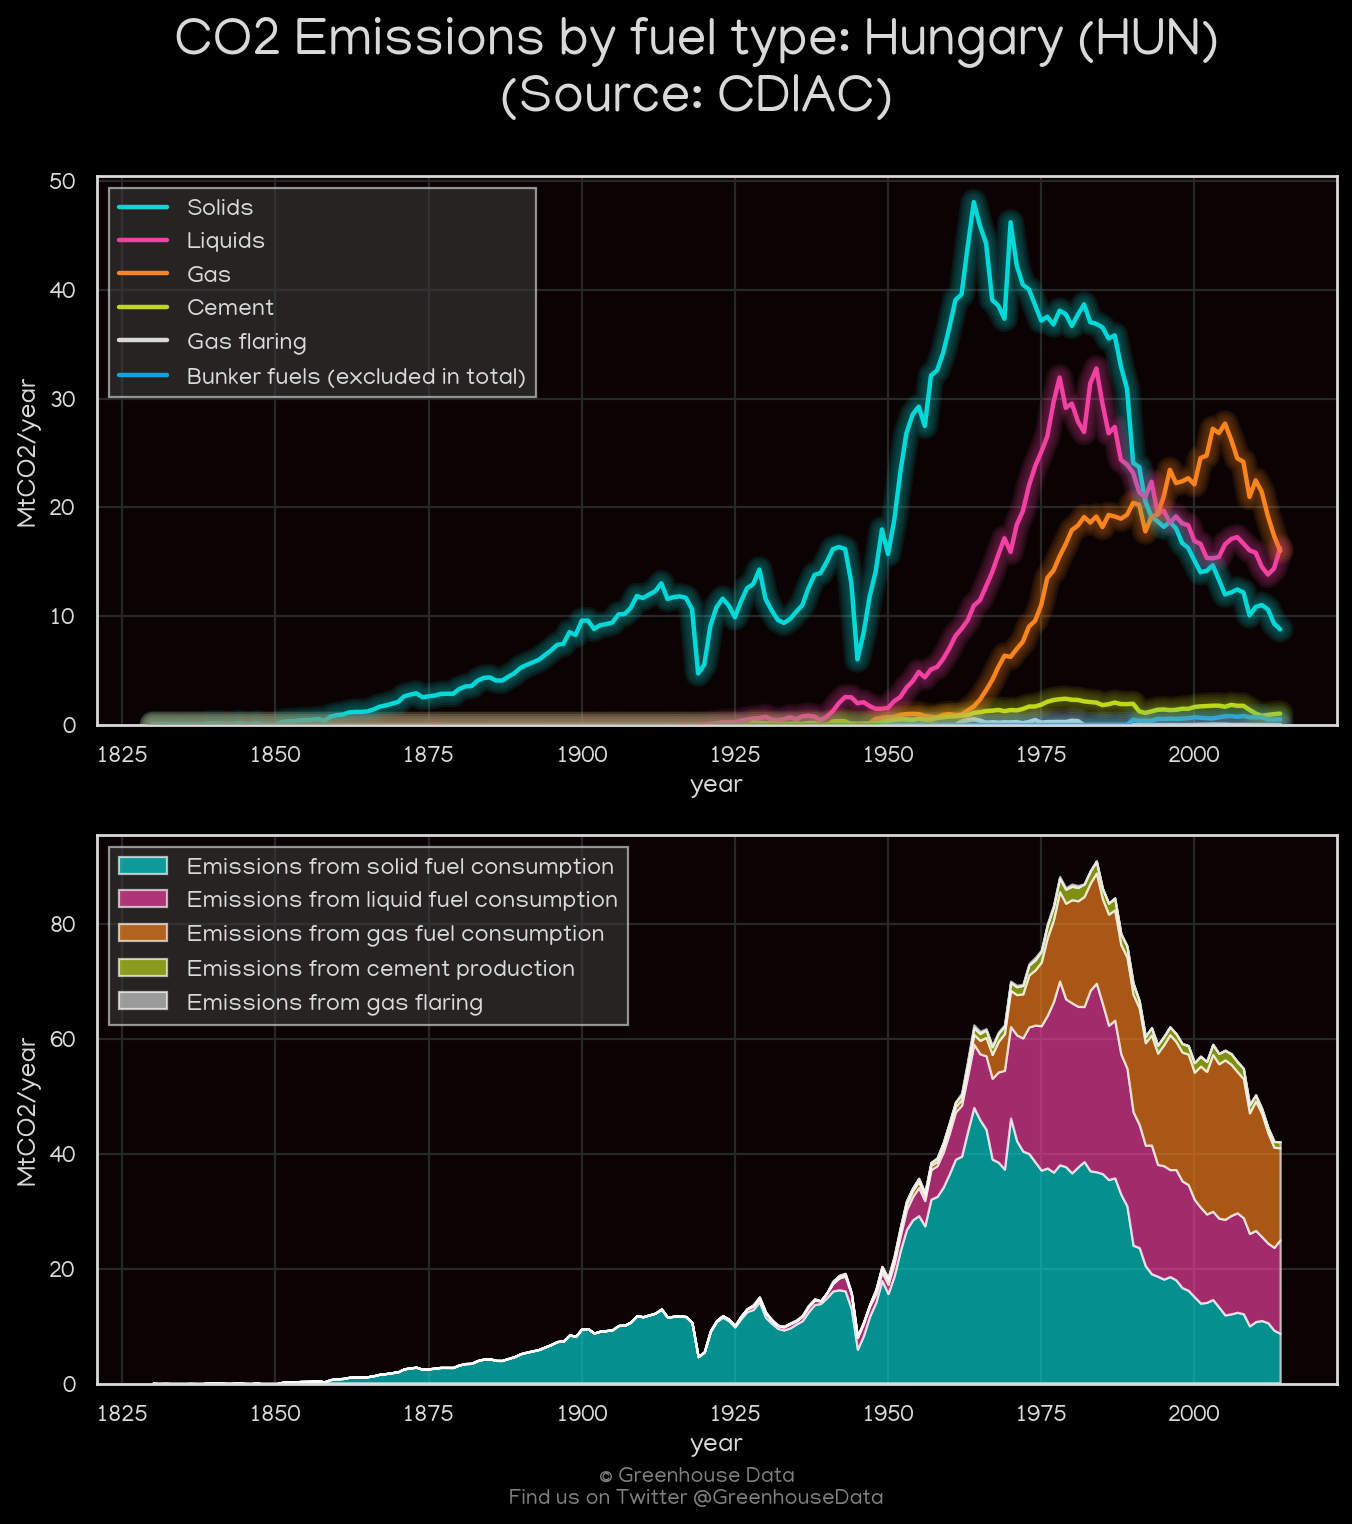 CO2 Emissions by fuel type: Hungary (HUN)
(Source: CDIAC)
50
40
30
20
10
0
MtCO2/year
Solids
Liquids
Gas
Cement
Gas flaring
Bunker fuels (excluded in total)
1825 1850 1875 1900 1925 1950 1975 2000
year
80
60
40
20
0
MtCO2/year
Emissions from solid fuel consumption
Emissions from liquid fuel consumption
Emissions from gas fuel consumption
Emissions from cement production
Emissions from gas flaring
1825 1850 1875 1900 1925 1950 1975 2000
year
© Greenhouse Data
Find us on Twitter @GreenhouseData